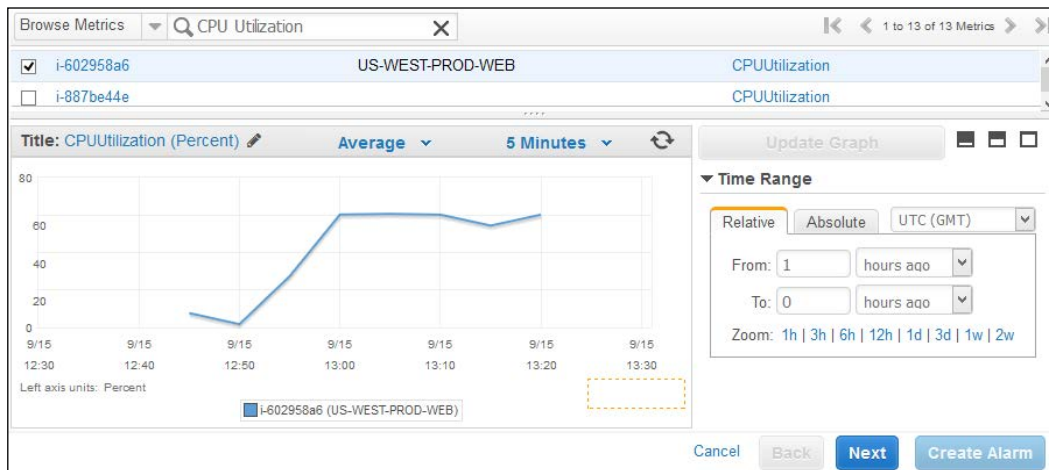 Browse Metrics CPU Utilization 1 to 13 of 13 Metrics
i-602958a6 US-WEST-PROD-WEB CPUUtilization
i-887be44e CPUUtilization
Title: CPUUtilization (Percent) Average 5 Minutes
Update Graph
Time Range
Relative Absolute UTC (GMT)
From: 1 hours ago
To: 0 hours ago
Zoom: 1h | 3h | 6h | 12h | 1d | 3d | 1w | 2w
80
60
40
20
0
9/15 9/15 9/15 9/15 9/15 9/15 9/15
12:30 12:40 12:50 13:00 13:10 13:20 13:30
Left axis units: Percent
i-602958a6 (US-WEST-PROD-WEB)
Cancel Back Next Create Alarm